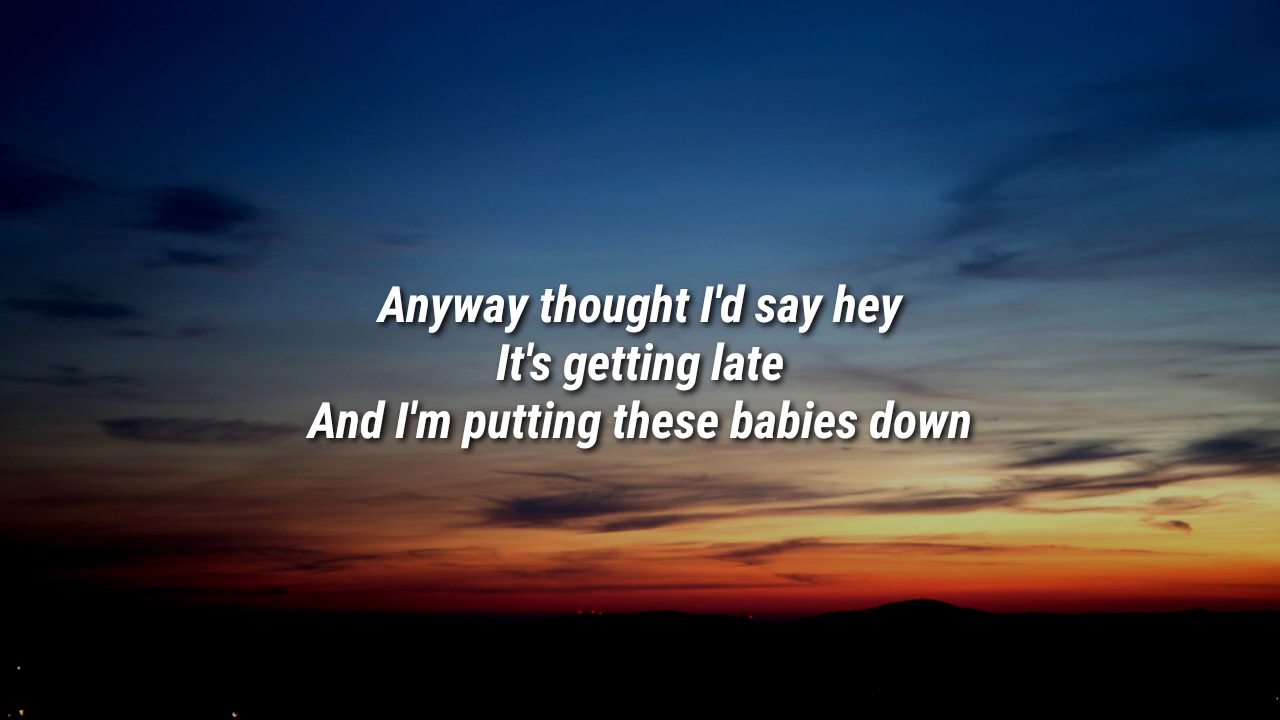 Anyway thought I'd say hey
It's getting late
And I'm putting these babies down